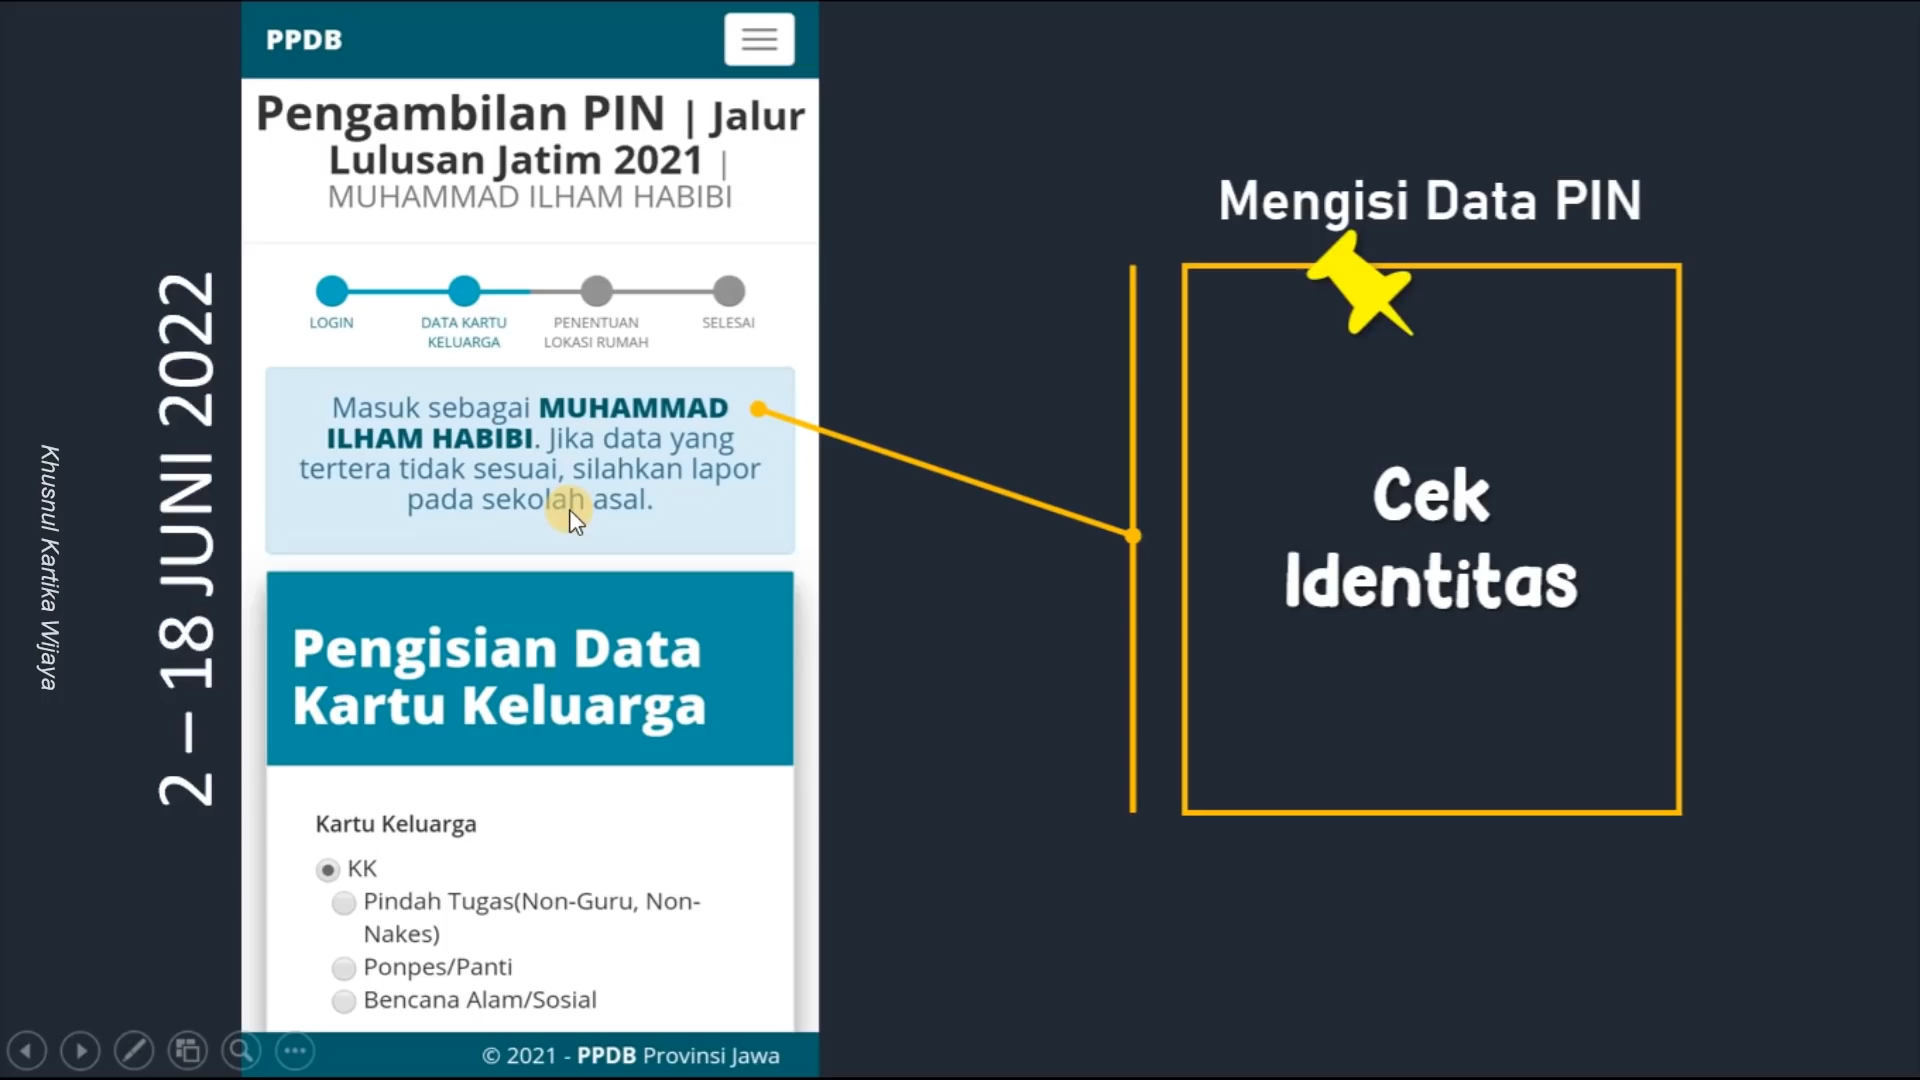 Khusnul Kartika Wijaya
2 – 18 JUNI 2022
PPDB
Pengambilan PIN | Jalur
Lulusan Jatim 2021 |
MUHAMMAD ILHAM HABIBI
LOGIN
DATA KARTU
KELUARGA
PENENTUAN
LOKASI RUMAH
SELESAI
Masuk sebagai MUHAMMAD
ILHAM HABIBI. Jika data yang
tertera tidak sesuai, silahkan lapor
pada sekolah asal.
Pengisian Data
Kartu Keluarga
Kartu Keluarga
KK
Pindah Tugas(Non-Guru, Non-
Nakes)
Ponpes/Panti
Bencana Alam/Sosial
© 2021 - PPDB Provinsi Jawa
Mengisi Data PIN
Cek
Identitas